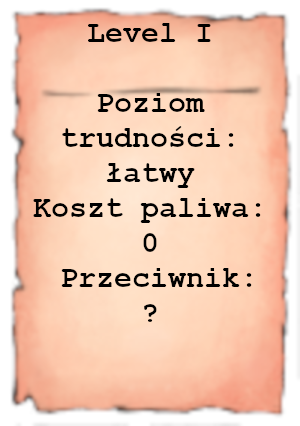 Level I
Poziom
trudności:
łatwy
Koszt paliwa:
0
Przeciwnik:
?